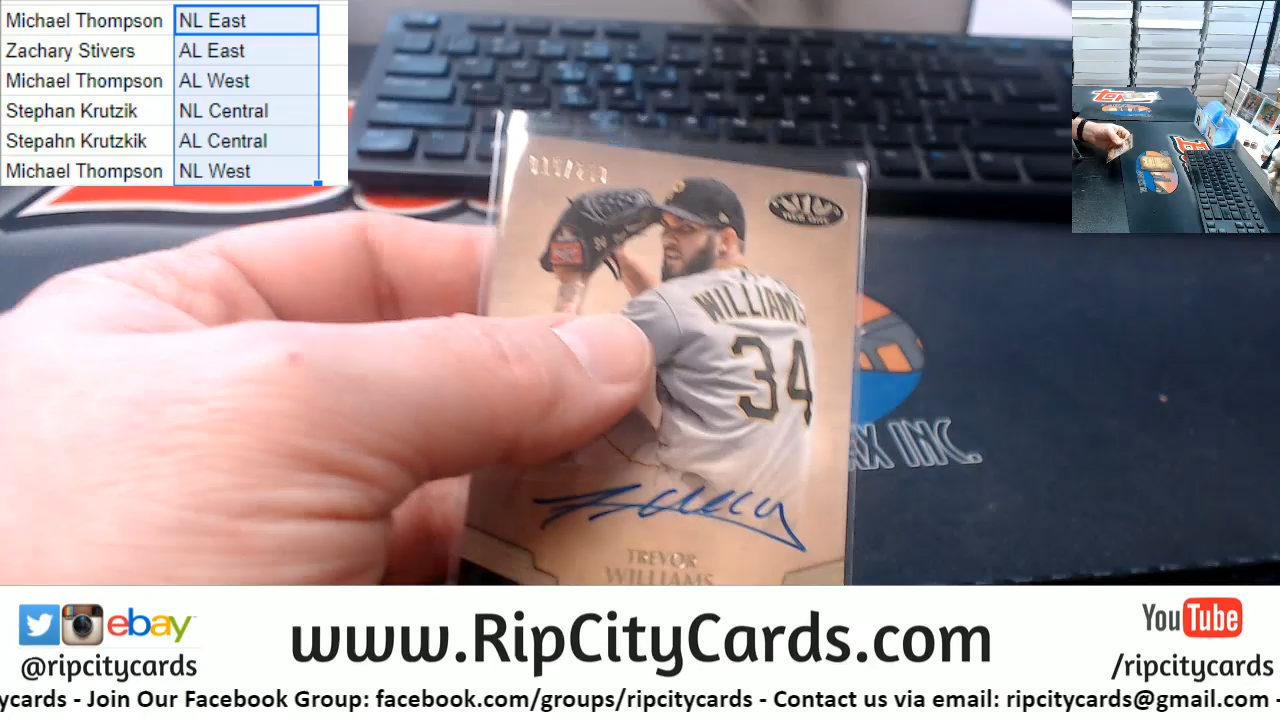 Michael Thompson NL East
Zachary Stivers AL East
Michael Thompson AL West
Stephan Krutzik NL Central
Stepahn Krutzkik AL Central
Michael Thompson NL West
WILLIAMS
34
TREVOR
WILLIAMS
AX INC.
ebay
@ripcitycards
www.RipCityCards.com
YouTube
/ripcitycards
ycards - Join Our Facebook Group: facebook.com/groups/ripcitycards - Contact us via email: ripcitycards@gmail.com -